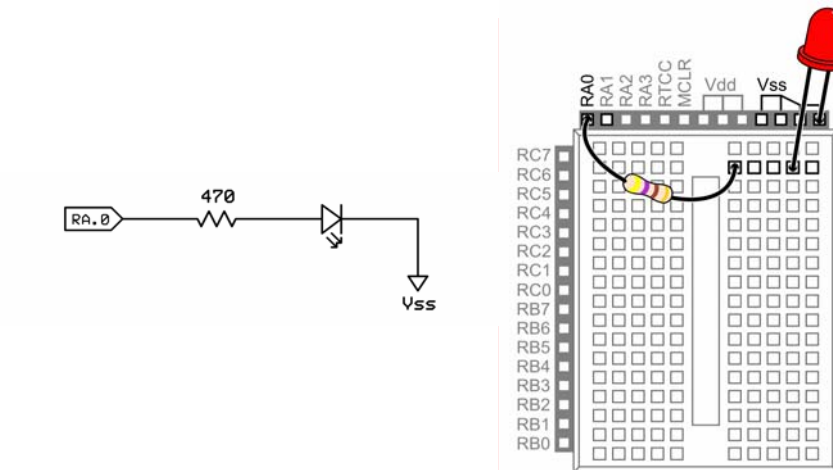 470
RA.0
Vss
RA0
RA1
RA2
RA3
RTCC
MCLR
Vdd
Vss
RC7
RC6
RC5
RC4
RC3
RC2
RC1
RC0
RB7
RB6
RB5
RB4
RB3
RB2
RB1
RB0